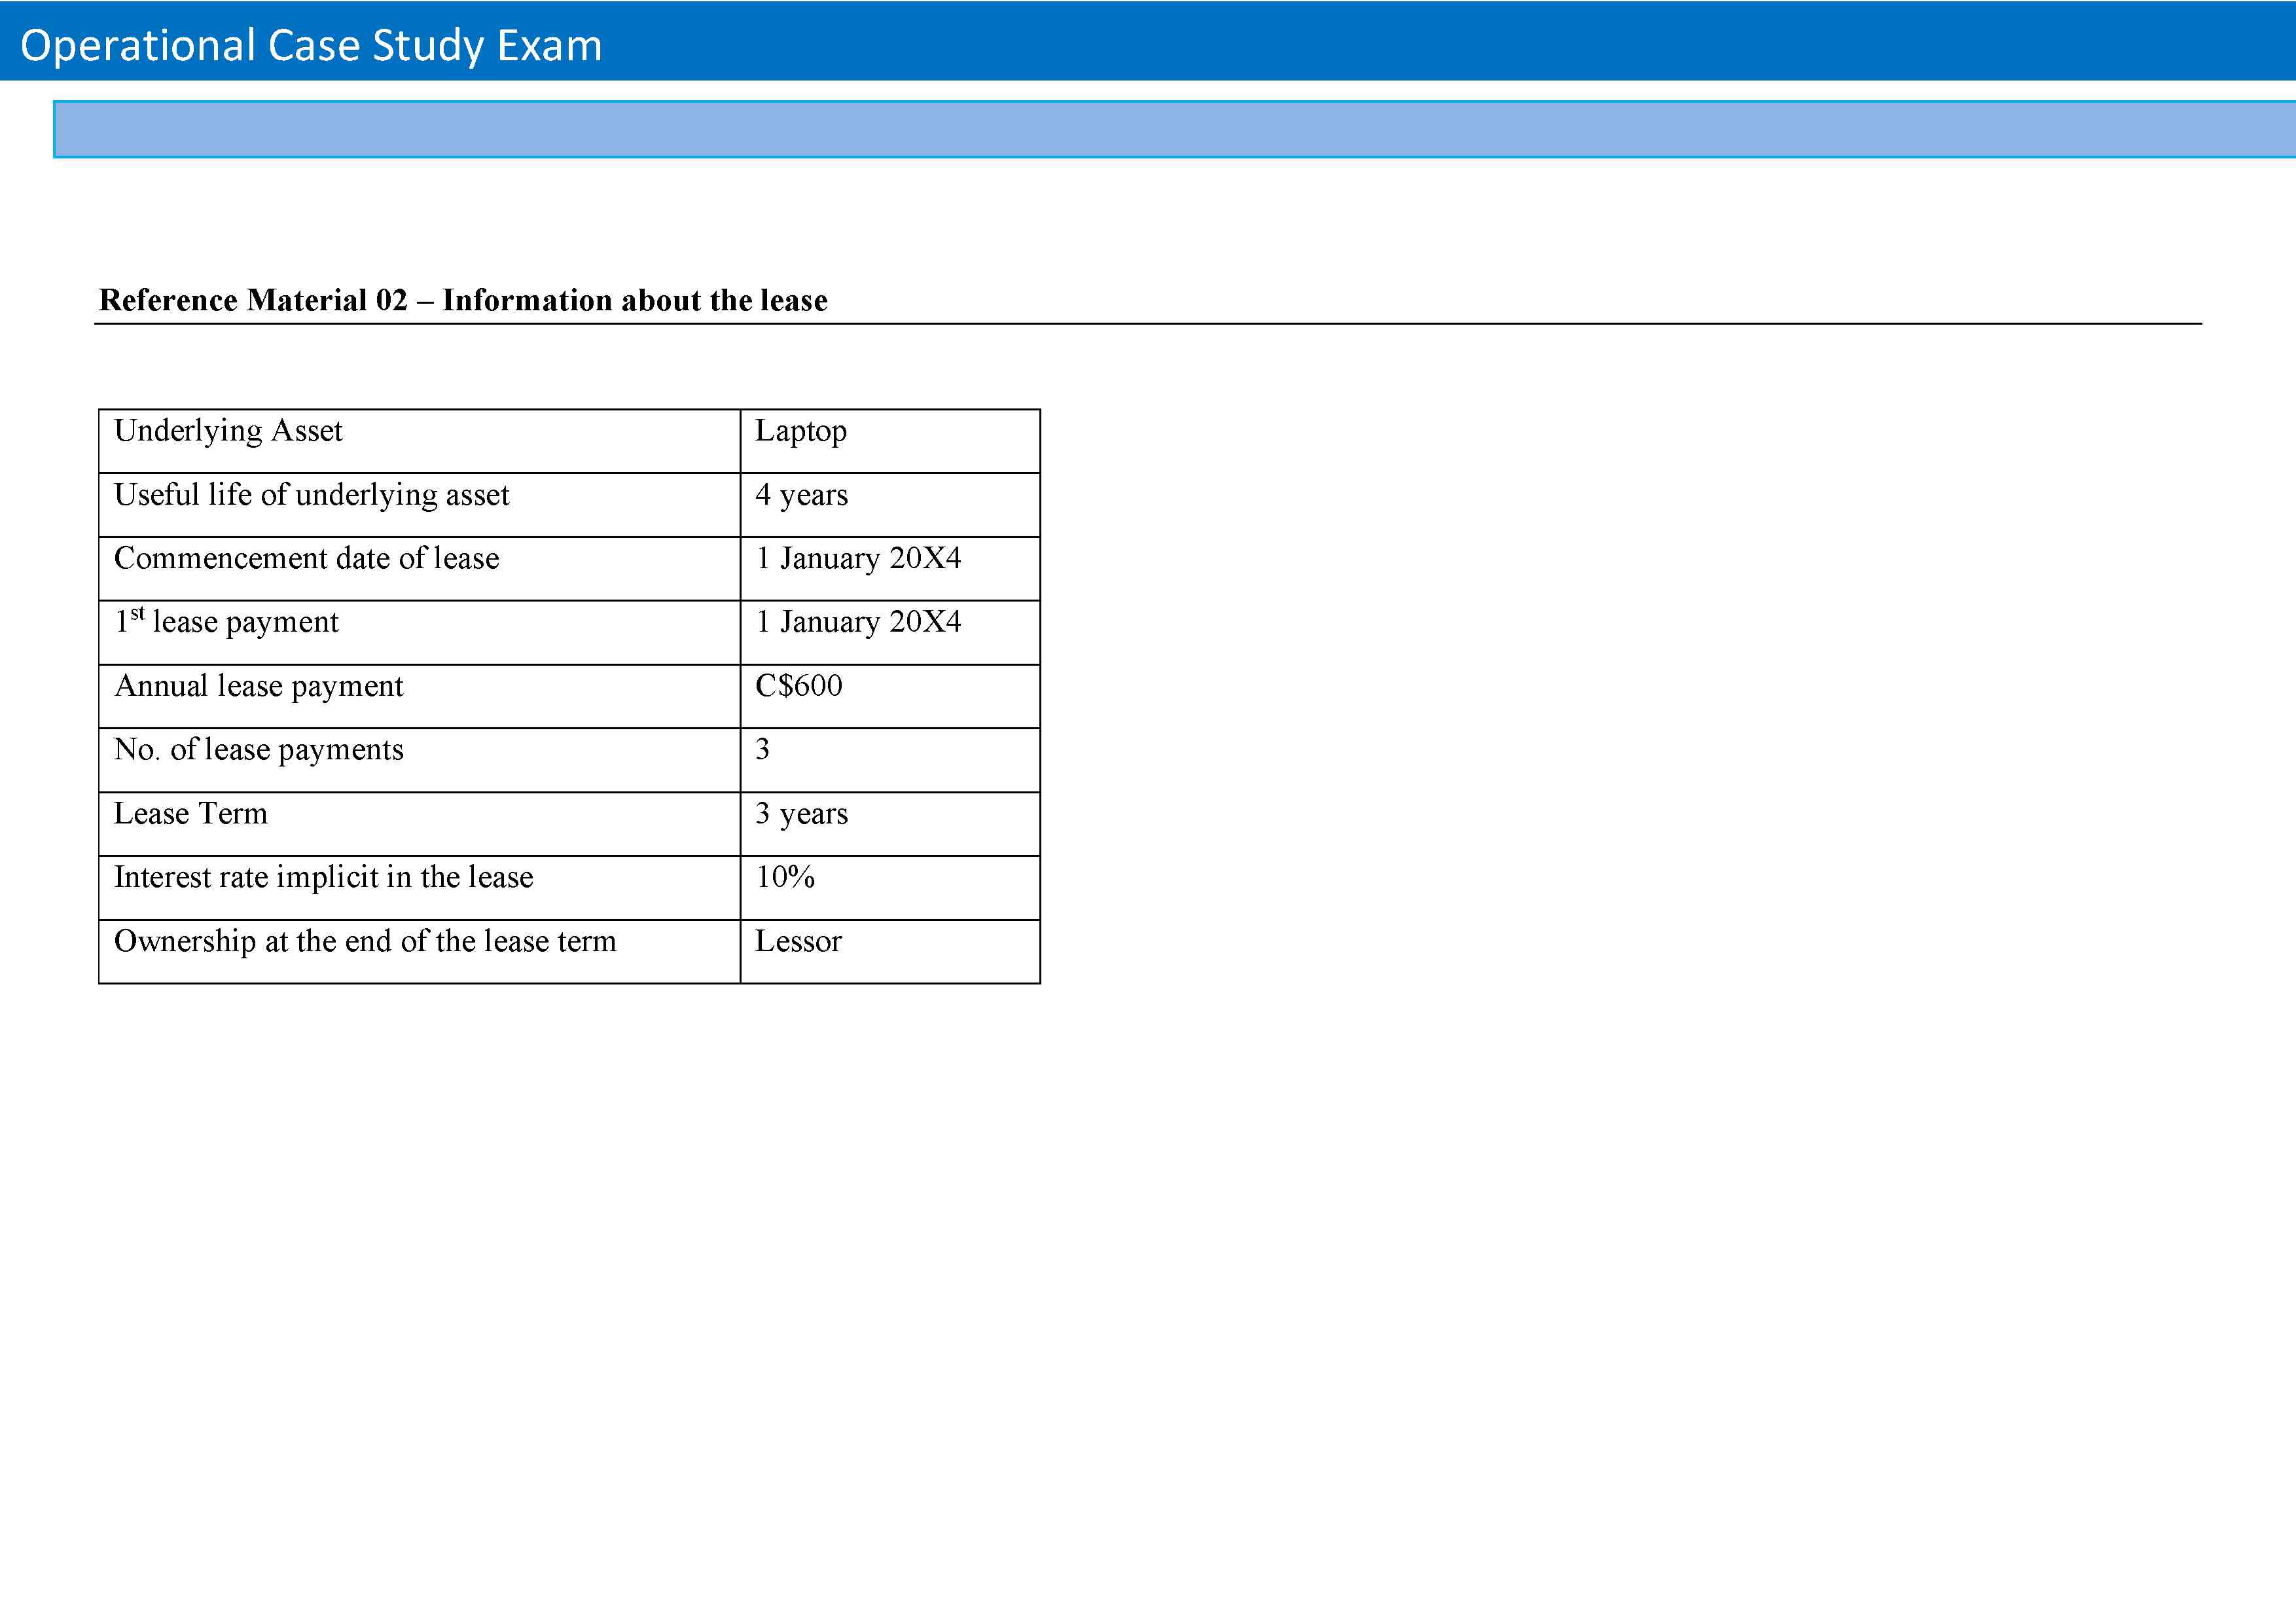 Operational Case Study Exam
Reference Material 02 – Information about the lease
Underlying Asset Laptop
Useful life of underlying asset 4 years
Commencement date of lease 1 January 20X4
1st lease payment 1 January 20X4
Annual lease payment C$600
No. of lease payments 3
Lease Term 3 years
Interest rate implicit in the lease 10%
Ownership at the end of the lease term Lessor